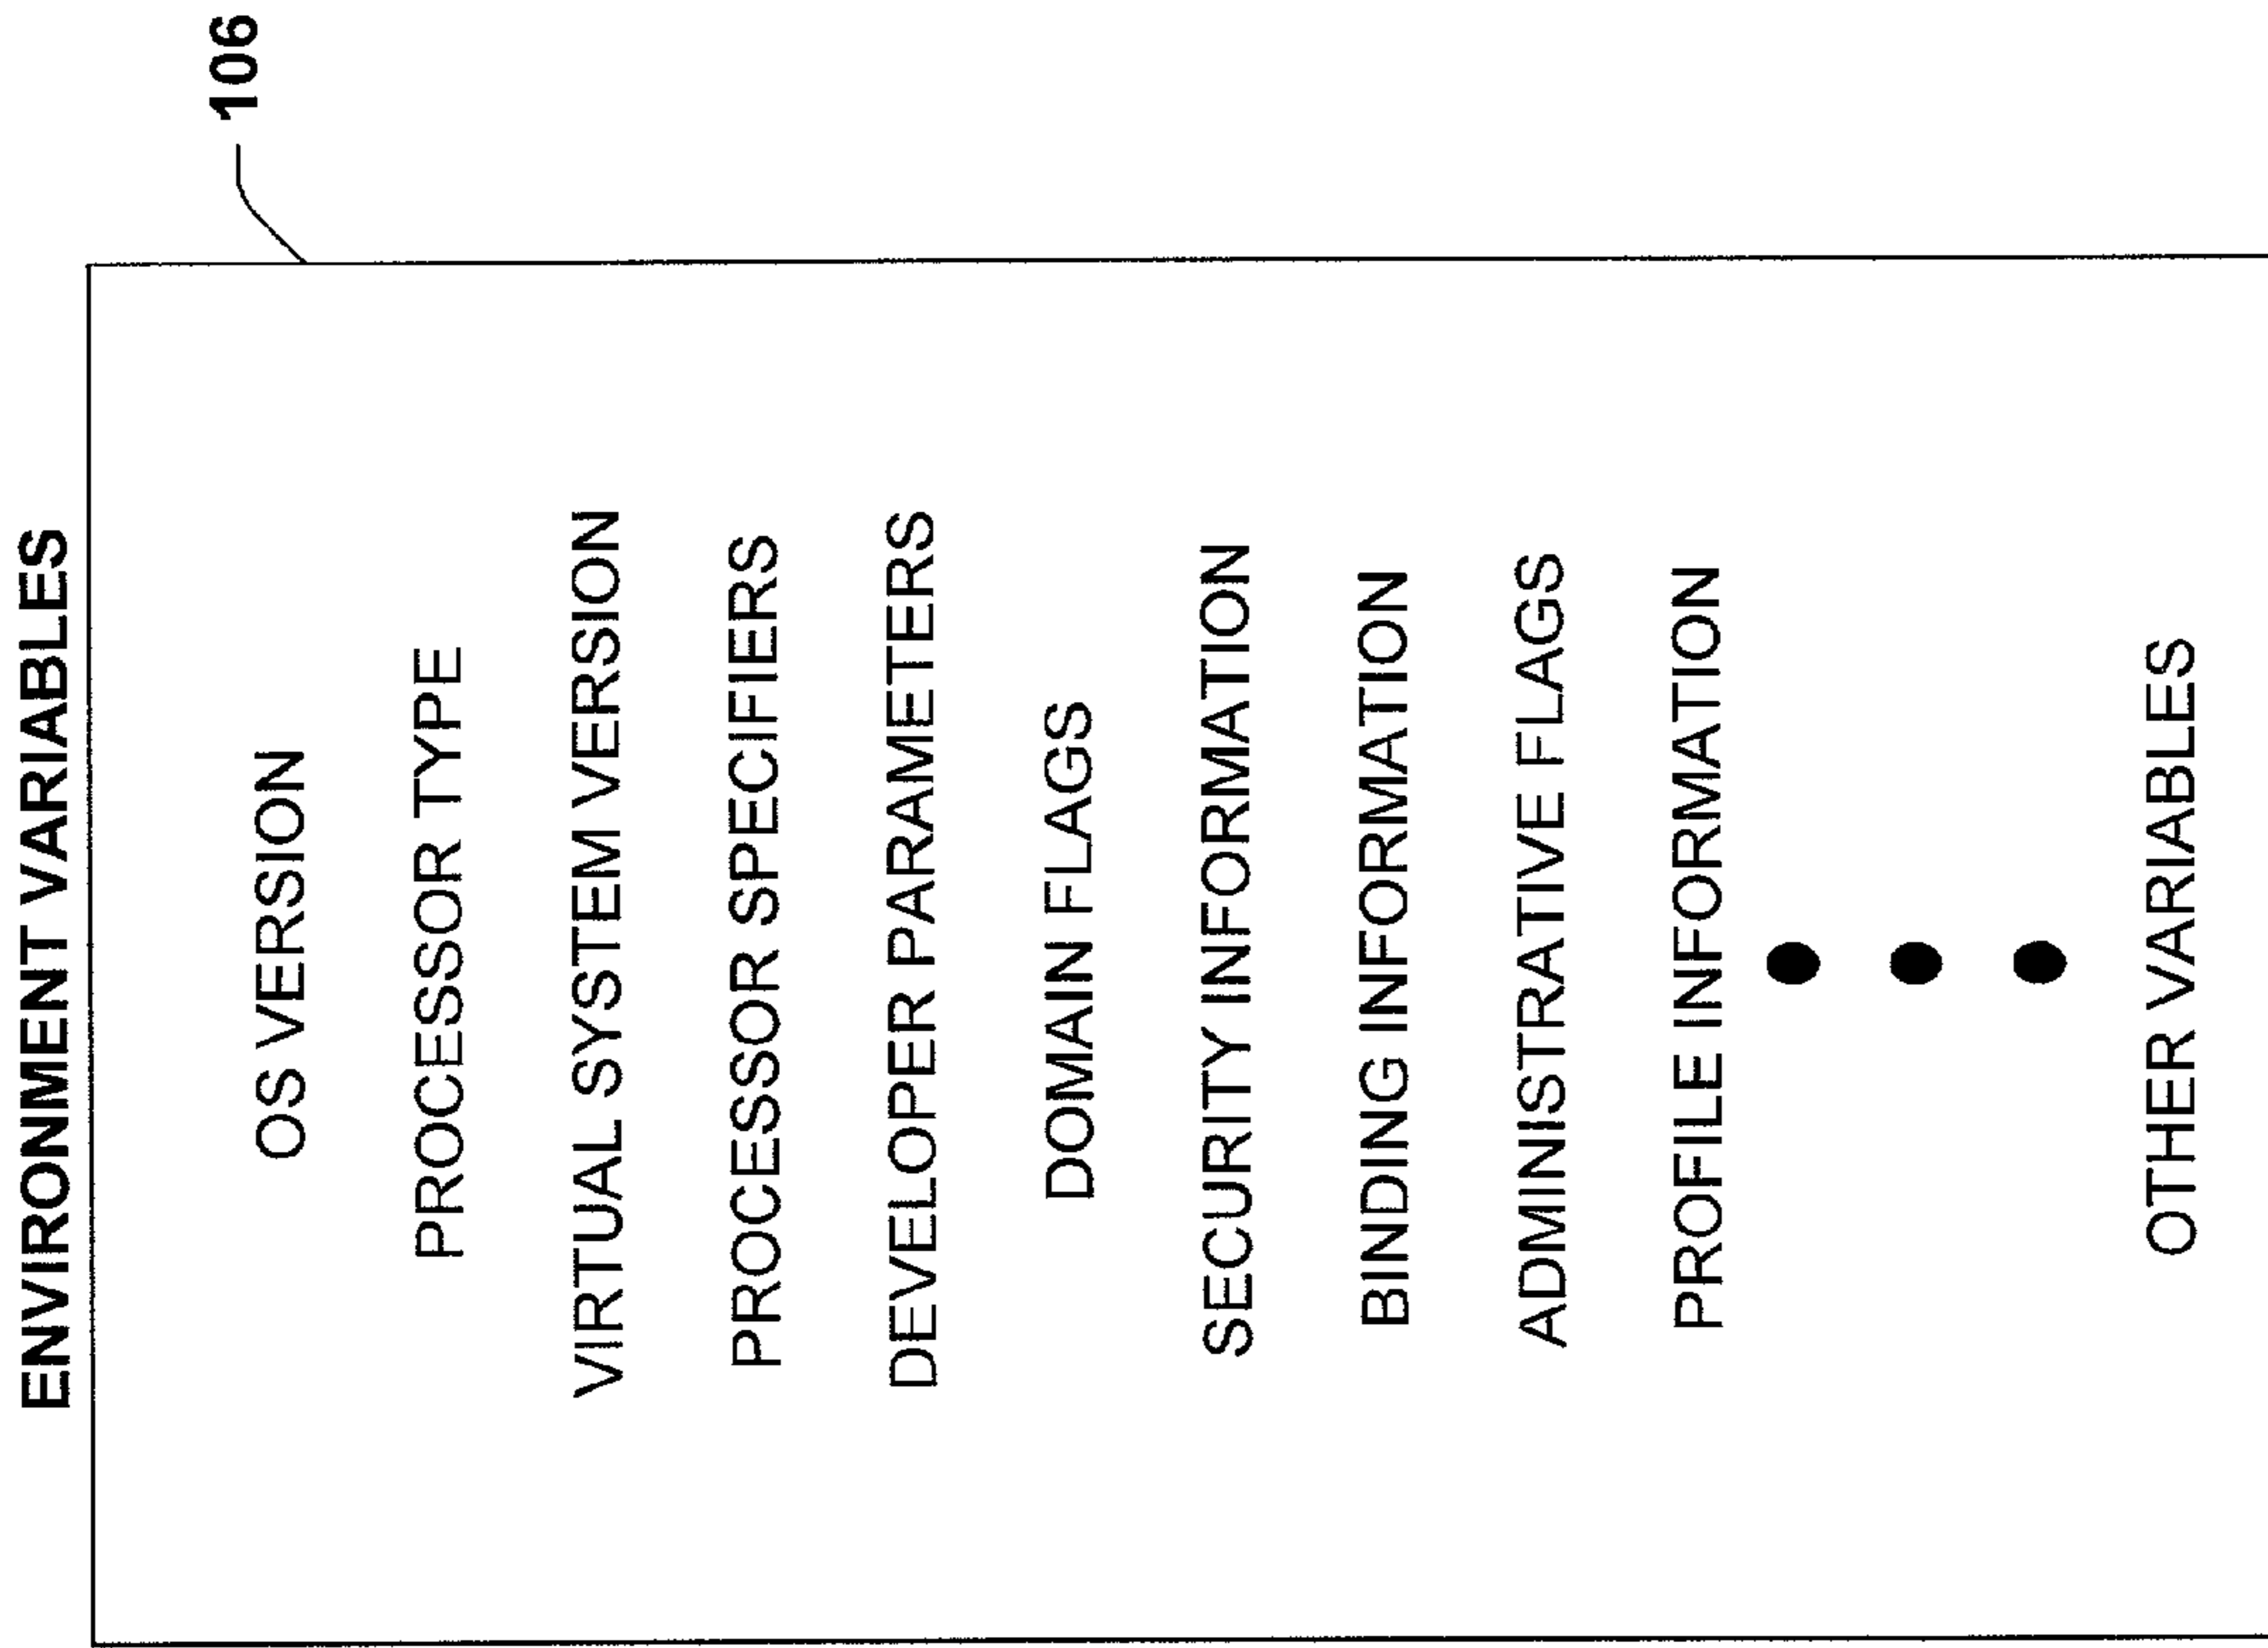 ENVIRONMENT VARIABLES
106
OS VERSION
PROCESSOR TYPE
VIRTUAL SYSTEM VERSION
PROCESSOR SPECIFIERS
DEVELOPER PARAMETERS
DOMAIN FLAGS
SECURITY INFORMATION
BINDING INFORMATION
ADMINISTRATIVE FLAGS
PROFILE INFORMATION
OTHER VARIABLES